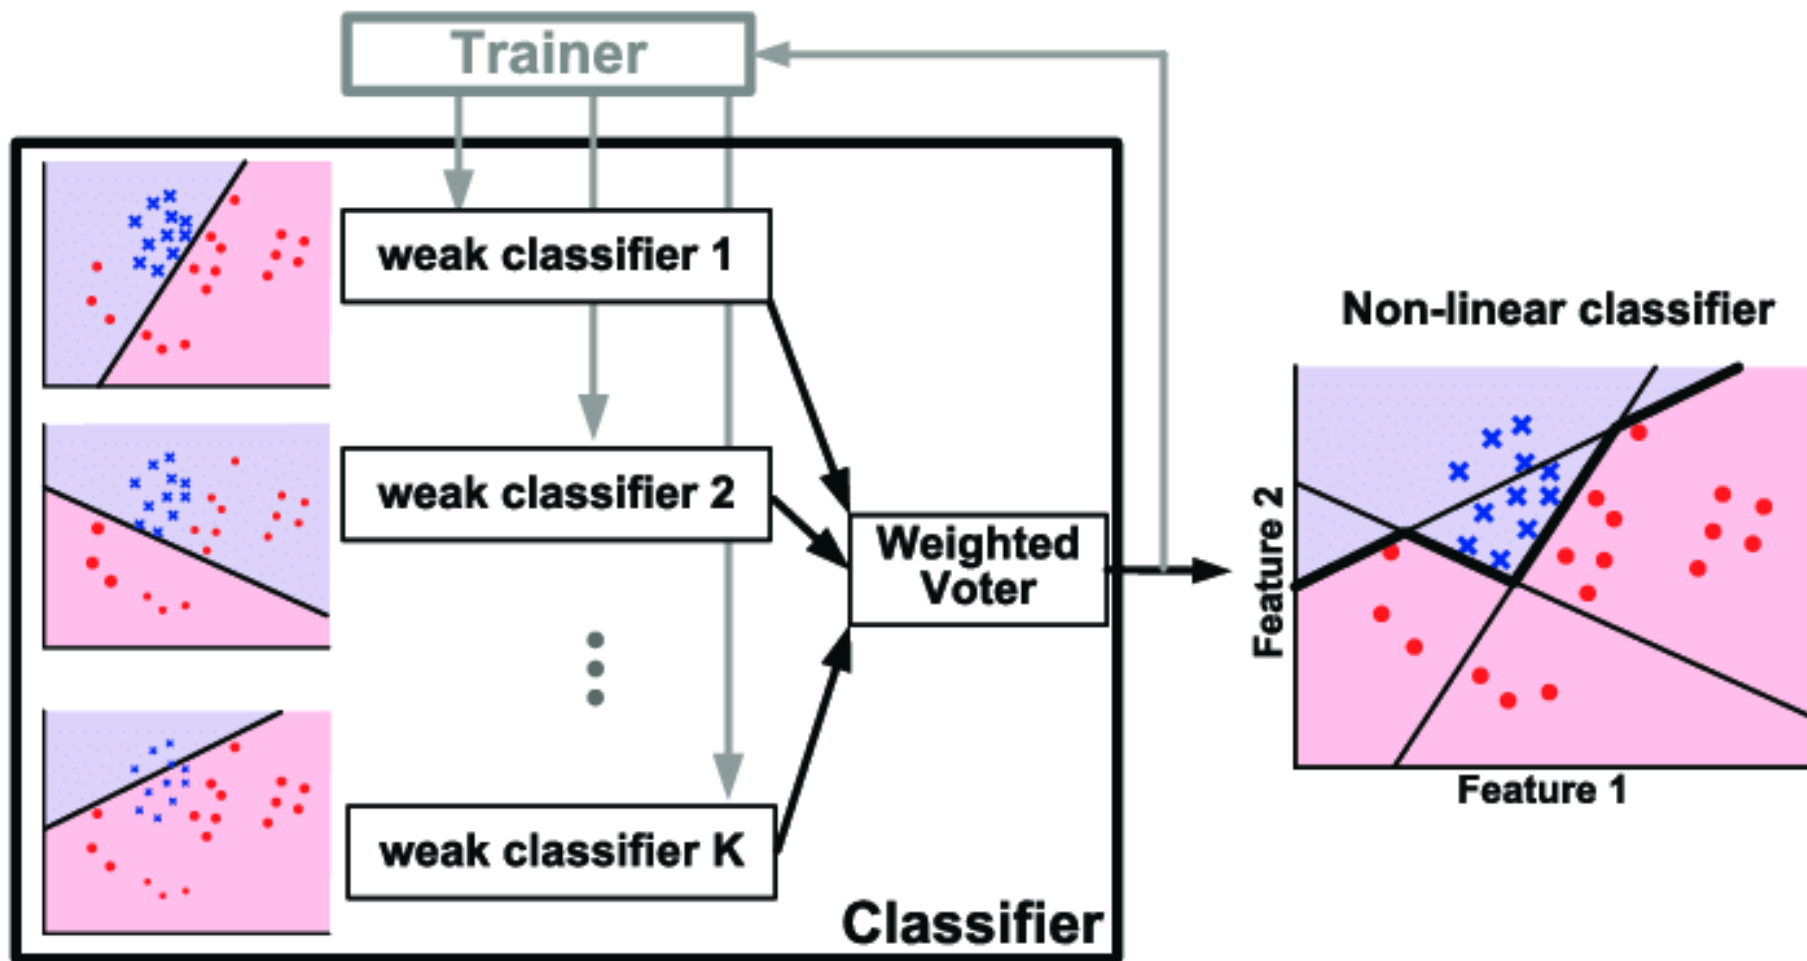 Trainer
weak classifier 1
weak classifier 2
weak classifier K
Weighted
Voter
Classifier
Non-linear classifier
Feature 2
Feature 1